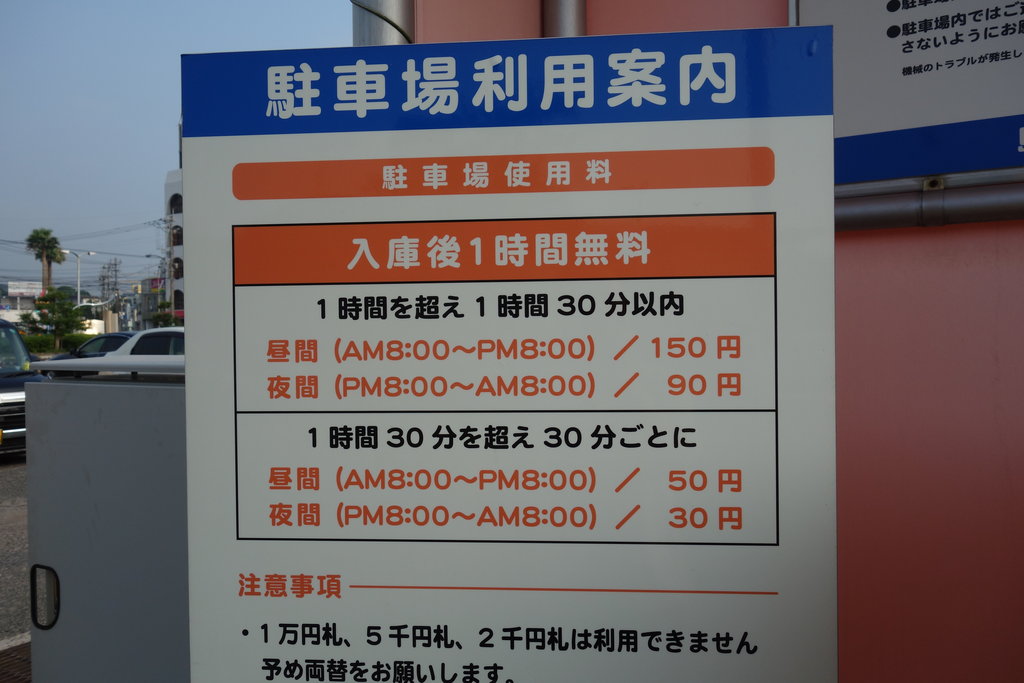 駐車場利用案内
駐車場使用料
入庫後1時間無料
1時間を超え1時間30分以内
昼間 (AM8:00～PM8:00) ／ 150円
夜間 (PM8:00～AM8:00) ／ 90円
1時間30分を超え30分ごとに
昼間 (AM8:00～PM8:00) ／ 50円
夜間 (PM8:00～AM8:00) ／ 30円
注意事項
・1万円札、5千円札、2千円札は利用できません
予め両替をお願いします。
●駐車場
●駐車場内ではご
さないようにお
機械のトラブルが発生し